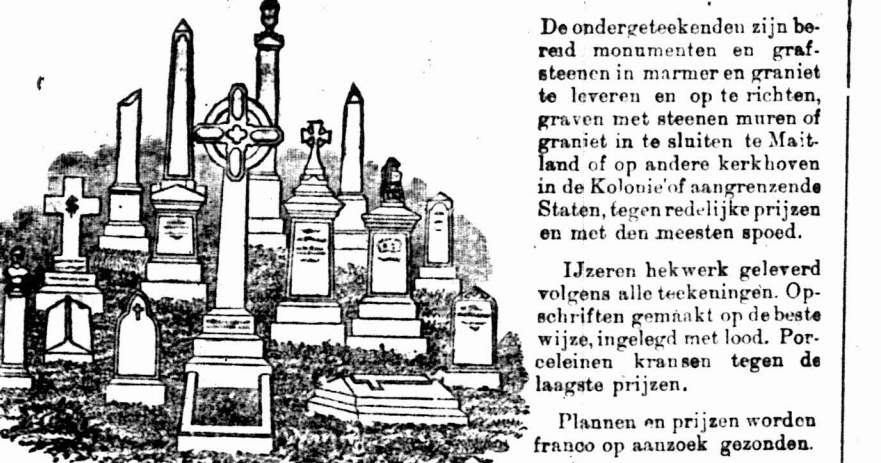 De ondergeteekenden zijn be-
reid monumenten en graf-
steenen in marmer en graniet
te leveren en op te richten,
graven met steenen muren of
graniet in te sluiten te Mait-
land of op andere kerkhoven
in de Kolonie of aangrenzende
Staten, tegen redelijke prijzen
en met den meesten spoed.
IJzeren hekwerk geleverd
volgens alle teekeningen. Op-
schriften gemaakt op de beste
wijze, ingelegd met lood. Por-
celeinen kransen tegen de
laagste prijzen.
Plannen en prijzen worden
franco op aanzoek gezonden.